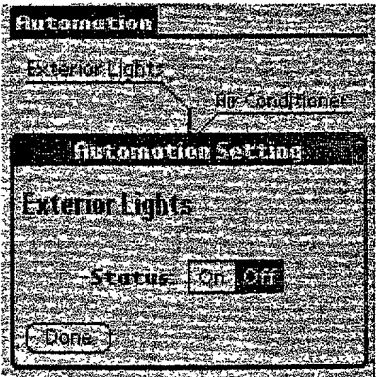 Automation
Exterior Lights
Air Conditioner
Automation Setting
Exterior Lights
Status On Off
Done